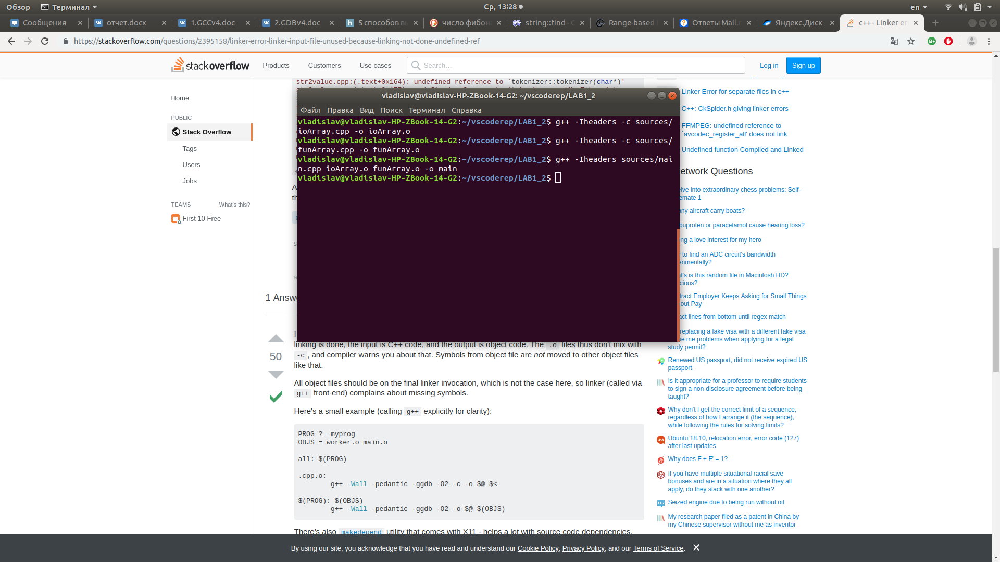 Обзор Терминал Ср, 13:28 en
Сообщения отчет.docx 1.GCCv4.doc 2.GDBv4.doc 5 способов вы число фибон string::find - C Range-based Ответы Mail.r Яндекс.Диск c++ - Linker er
https://stackoverflow.com/questions/2395158/linker-error-linker-input-file-unused-because-linking-not-done-undefined-ref
stackoverflow Products Customers Use cases Search… Log in Sign up
Home
PUBLIC
Stack Overflow
Tags
Users
Jobs
TEAMS What's this?
First 10 Free
str2value.cpp:(.text+0x164): undefined reference to `tokenizer::tokenizer(char*)'
vladislav@vladislav-HP-ZBook-14-G2: ~/vscoderep/LAB1_2
Файл Правка Вид Поиск Терминал Справка
vladislav@vladislav-HP-ZBook-14-G2:~/vscoderep/LAB1_2$ g++ -Iheaders -c sources/
ioArray.cpp -o ioArray.o
vladislav@vladislav-HP-ZBook-14-G2:~/vscoderep/LAB1_2$ g++ -Iheaders -c sources/
funArray.cpp -o funArray.o
vladislav@vladislav-HP-ZBook-14-G2:~/vscoderep/LAB1_2$ g++ -Iheaders sources/mai
n.cpp ioArray.o funArray.o -o main
vladislav@vladislav-HP-ZBook-14-G2:~/vscoderep/LAB1_2$
1 Answe
I
linking is done, the input is C++ code, and the output is object code. The .o files thus don't mix with
-c , and compiler warns you about that. Symbols from object file are not moved to other object files
like that.
50
All object files should be on the final linker invocation, which is not the case here, so linker (called via
g++ front-end) complains about missing symbols.
Here's a small example (calling g++ explicitly for clarity):
PROG ?= myprog
OBJS = worker.o main.o
all: $(PROG)
.cpp.o:
g++ -Wall -pedantic -ggdb -O2 -c -o $@ $<
$(PROG): $(OBJS)
g++ -Wall -pedantic -ggdb -O2 -o $@ $(OBJS)
There's also makedepend utility that comes with X11 - helps a lot with source code dependencies.
Linker Error for separate files in c++
C++: CkSpider.h giving linker errors
FFMPEG: undefined reference to
`avcodec_register_all' does not link
Undefined function Compiled and Linked
etwork Questions
elve into extraordinary chess problems: Self-
emate 1
any aircraft carry boats?
buprofen or paracetamol cause hearing loss?
ing a love interest for my hero
to find an ADC circuit's bandwidth
erimentally?
t's is this random file in Macintosh HD?
cious?
tract Employer Keeps Asking for Small Things
out Pay
act lines from bottom until regex match
replacing a fake visa with a different fake visa
se me problems when applying for a legal
study permit?
Renewed US passport, did not receive expired US
passport
Is it appropriate for a professor to require students
to sign a non-disclosure agreement before being
taught?
Why don't I get the correct limit of a sequence,
regardless of how I arrange it (the sequence),
while following the rules for solving limits?
Ubuntu 18.10, relocation error, error code (127)
after last updates
Why does F + F' = 1?
If you have multiple situational racial save
bonuses and are in a situation where they all
apply, do they stack with one another?
Seized engine due to being run without oil
My research paper filed as a patent in China by
my Chinese supervisor without me as inventor
By using our site, you acknowledge that you have read and understand our Cookie Policy, Privacy Policy, and our Terms of Service.